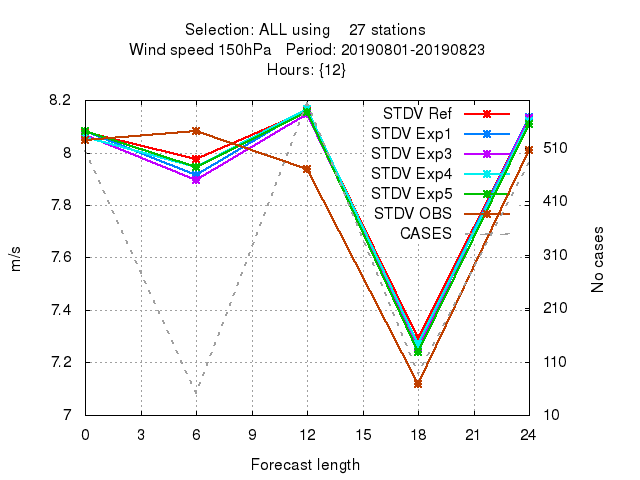 Selection: ALL using    27 stations
Wind speed 150hPa   Period: 20190801-20190823
Hours: {12}
8.2
8
7.8
7.6
7.4
7.2
7
m/s
STDV Ref
STDV Exp1
STDV Exp3
STDV Exp4
STDV Exp5
STDV OBS
CASES
510
410
310
210
110
10
No cases
0 3 6 9 12 15 18 21 24
Forecast length